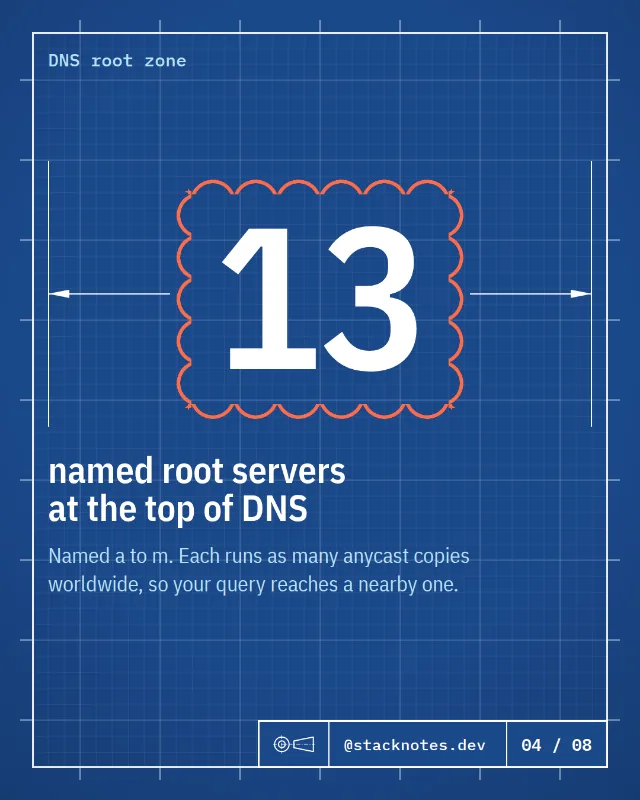 DNS root zone
13
named root servers
at the top of DNS
Named a to m. Each runs as many anycast copies
worldwide, so your query reaches a nearby one.
@stacknotes.dev
04 / 08